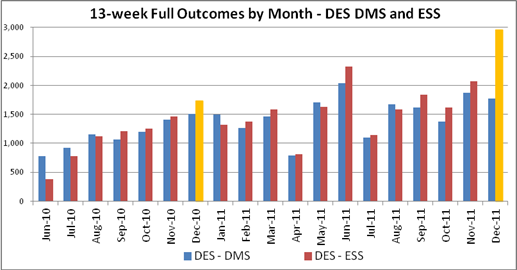 13-week Full Outcomes by Month - DES DMS and ESS
3,000
2,500
2,000
1,500
1,000
500
0
Jun-10 Jul-10 Aug-10 Sep-10 Oct-10 Nov-10 Dec-10 Jan-11 Feb-11 Mar-11 Apr-11 May-11 Jun-11 Jul-11 Aug-11 Sep-11 Oct-11 Nov-11 Dec-11
DES - DMS DES - ESS